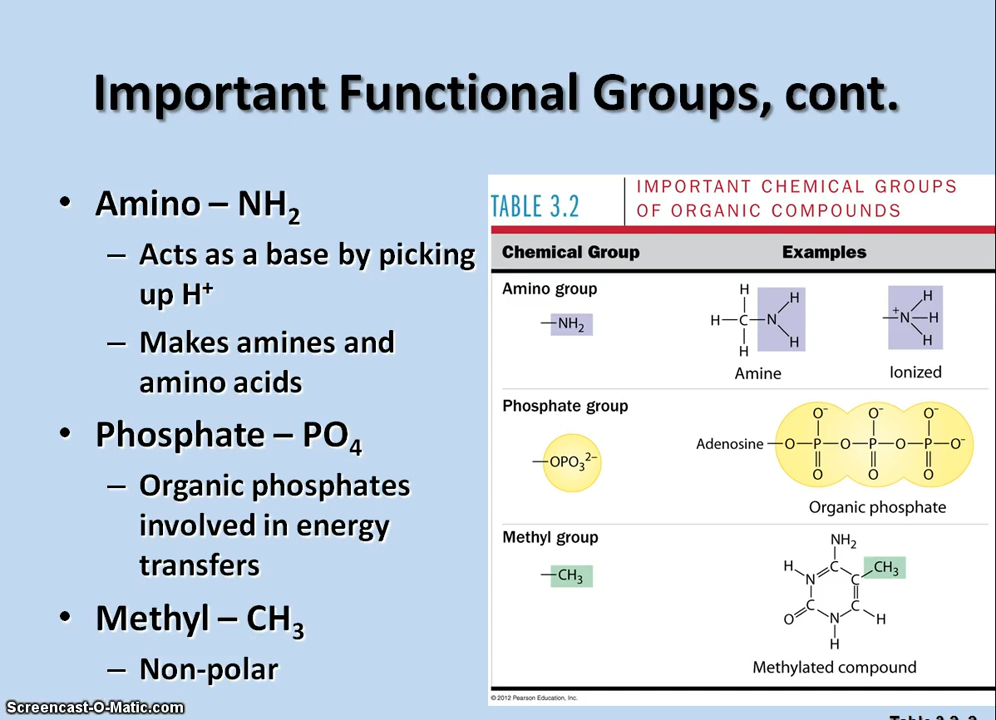 Important Functional Groups, cont.
• Amino – NH₂
– Acts as a base by picking
up H⁺
– Makes amines and
amino acids
• Phosphate – PO₄
– Organic phosphates
involved in energy
transfers
• Methyl – CH₃
– Non-polar
TABLE 3.2
IMPORTANT CHEMICAL GROUPS
OF ORGANIC COMPOUNDS
Chemical Group Examples
Amino group
—NH₂
H
H—C—N
H
H
H
Amine
⁺
—N—H
H
H
Ionized
Phosphate group
—OPO₃²⁻
O⁻ O⁻ O⁻
Adenosine —O—P—O—P—O—P—O⁻
O O O
Organic phosphate
Methyl group
—CH₃
NH₂
H C CH₃
N C
C C
O N H
H
Methylated compound
© 2012 Pearson Education, Inc.
Screencast-O-Matic.com